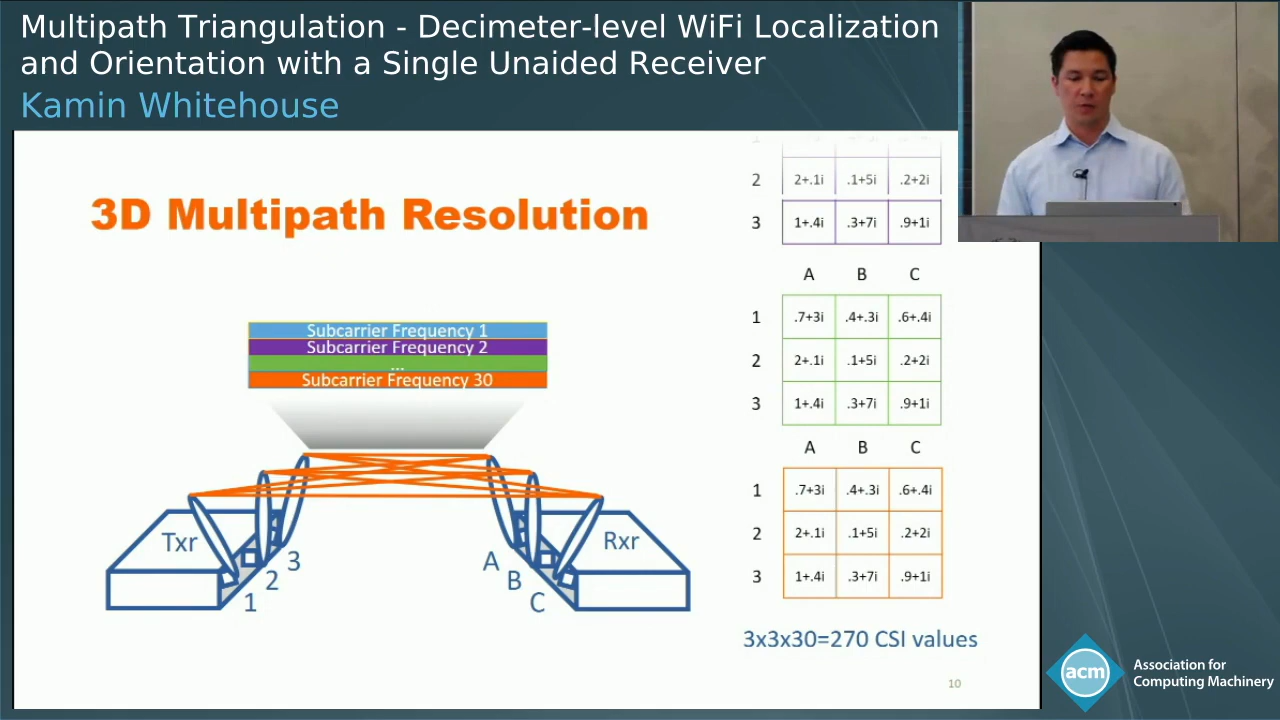 Multipath Triangulation - Decimeter-level WiFi Localization
and Orientation with a Single Unaided Receiver
Kamin Whitehouse
3D Multipath Resolution
Subcarrier Frequency 1
Subcarrier Frequency 2
...
Subcarrier Frequency 30
Txr
1
2
3
Rxr
A
B
C
2 2+.1i .1+5i .2+2i
3 1+.4i .3+7i .9+1i
A B C
1 .7+3i .4+.3i .6+.4i
2 2+.1i .1+5i .2+2i
3 1+.4i .3+7i .9+1i
A B C
1 .7+3i .4+.3i .6+.4i
2 2+.1i .1+5i .2+2i
3 1+.4i .3+7i .9+1i
3x3x30=270 CSI values
10
acm
Association for
Computing Machinery